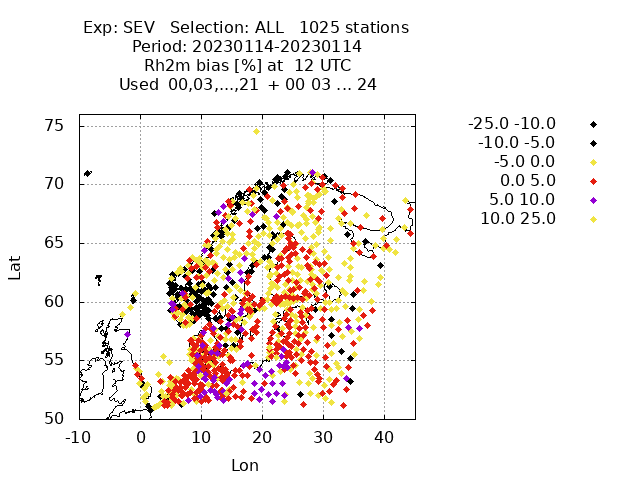 Exp: SEV Selection: ALL 1025 stations
Period: 20230114-20230114
Rh2m bias [%] at 12 UTC
Used 00,03,...,21 + 00 03 ... 24
-25.0 -10.0
-10.0 -5.0
-5.0 0.0
0.0 5.0
5.0 10.0
10.0 25.0
75
70
65
60
55
50
Lat
-10 0 10 20 30 40
Lon